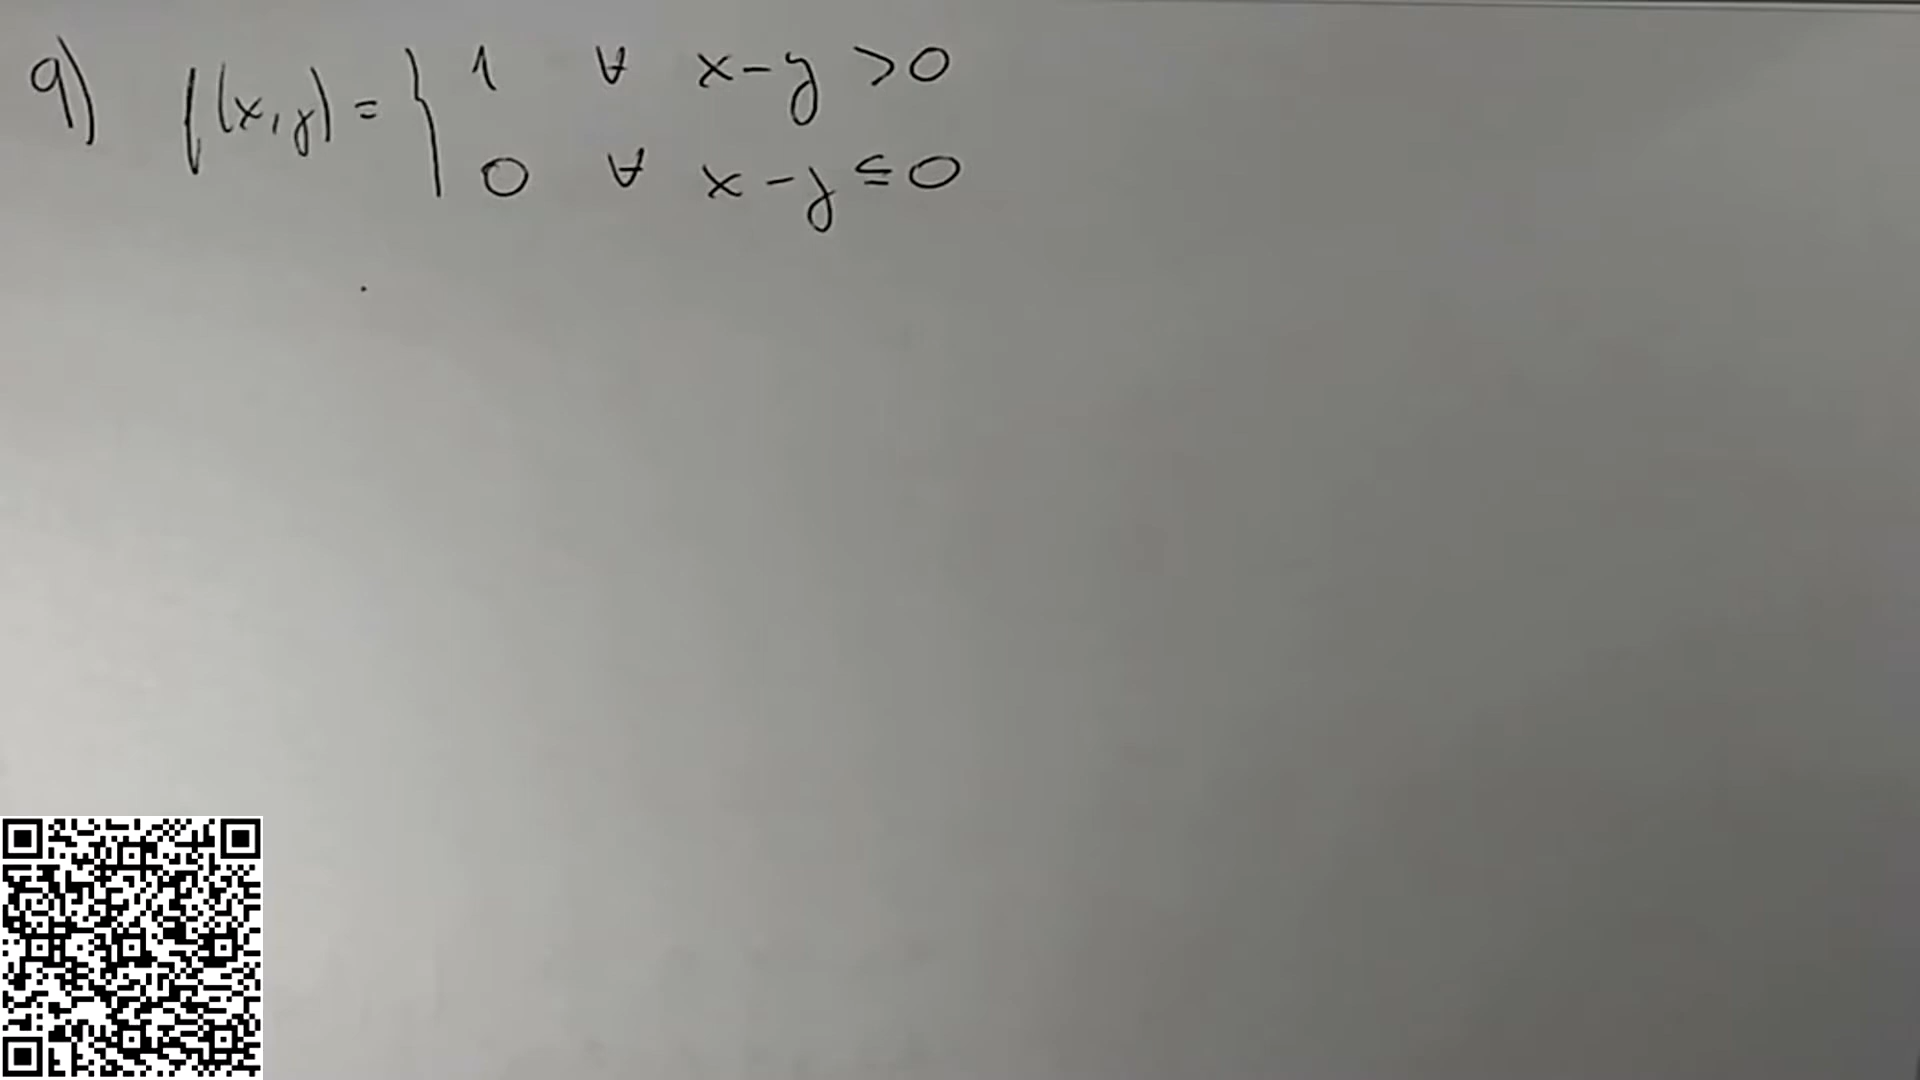 9) f(x,y) = { 1 ∀ x-y >0
0 ∀ x-y ≤0